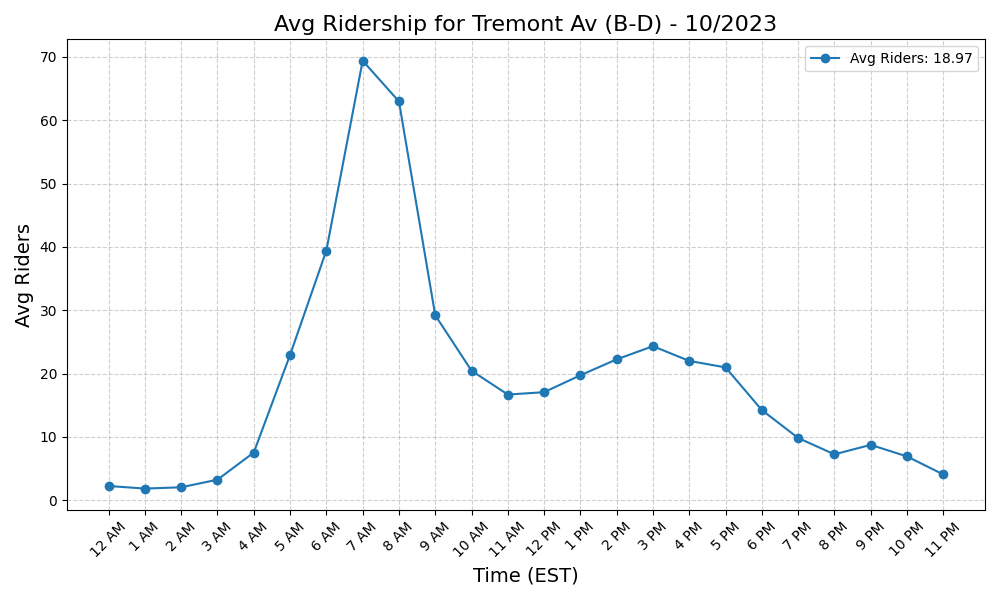 Avg Ridership for Tremont Av (B-D) - 10/2023
Avg Riders: 18.97
Avg Riders
70
60
50
40
30
20
10
0
12 AM
1 AM
2 AM
3 AM
4 AM
5 AM
6 AM
7 AM
8 AM
9 AM
10 AM
11 AM
12 PM
1 PM
2 PM
3 PM
4 PM
5 PM
6 PM
7 PM
8 PM
9 PM
10 PM
11 PM
Time (EST)